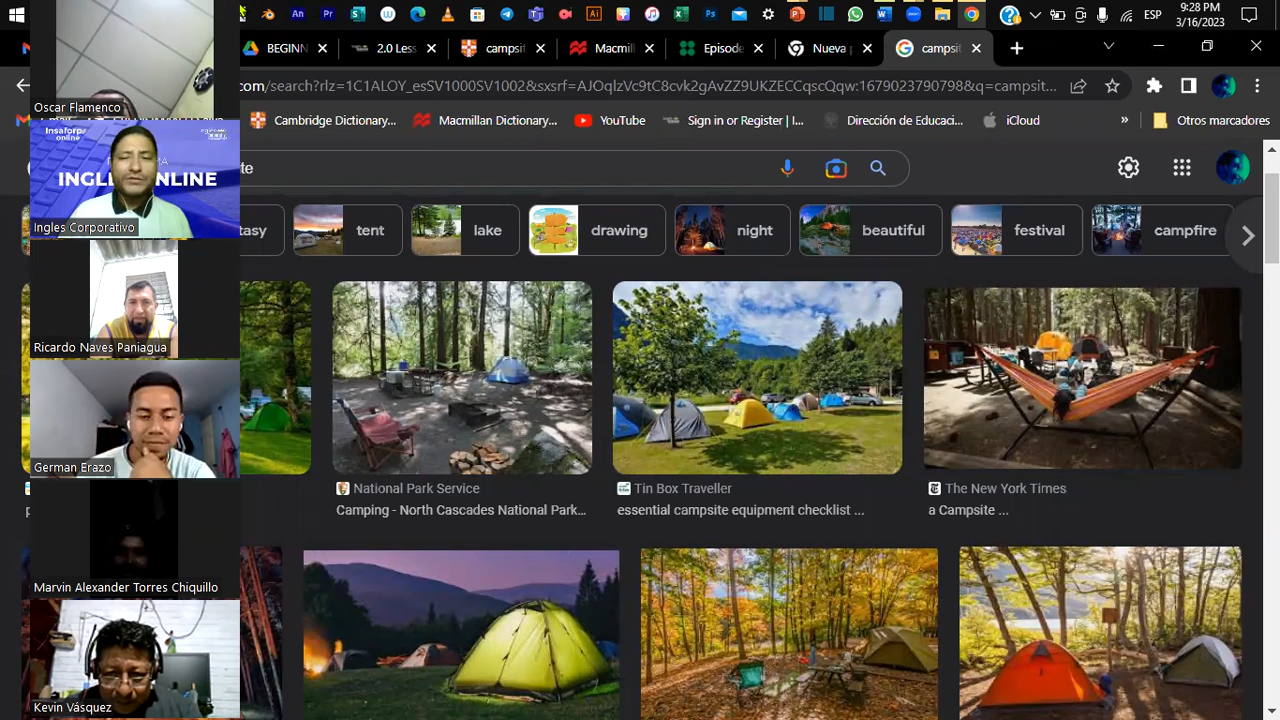 9:28 PM
ESP
3/16/2023
BEGINN
2.0 Less
campsit
Macmill
Episode
Nueva p
campsit
com/search?rlz=1C1ALOY_esSV1000SV1002&sxsrf=AJOqlzVc9tC8cvk2gAvZZ9UKZECCqscQqw:1679023790798&q=campsit...
Cambridge Dictionary...
Macmillan Dictionary...
YouTube
Sign in or Register | I...
Dirección de Educaci...
iCloud
»
Otros marcadores
te
tasy
tent
lake
drawing
night
beautiful
festival
campfire
National Park Service
Camping - North Cascades National Park...
Tin Box Traveller
essential campsite equipment checklist ...
The New York Times
a Campsite ...
Oscar Flamenco
Insaforp
online
Ingles Corporativo
Ricardo Naves Paniagua
German Erazo
Marvin Alexander Torres Chiquillo
Kevin Vásquez